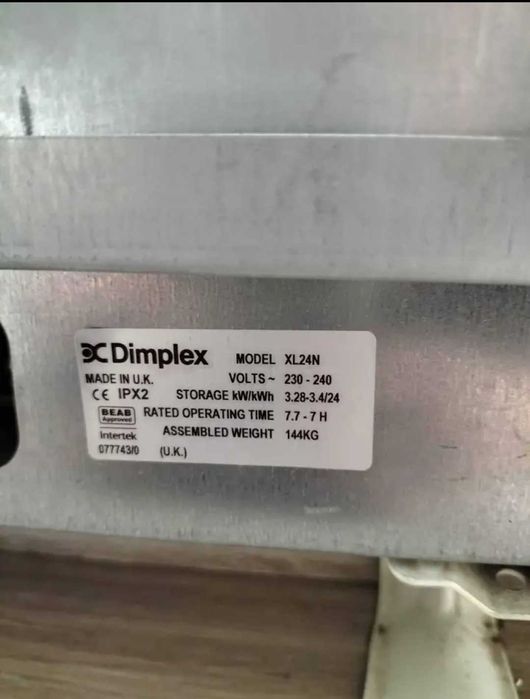 Dimplex
MODEL XL24N
MADE IN U.K.
VOLTS ~ 230 - 240
CE IPX2
STORAGE kW/kWh 3.28-3.4/24
BEAB
Approved
RATED OPERATING TIME 7.7 - 7 H
Intertek
ASSEMBLED WEIGHT 144KG
077743/0 (U.K.)